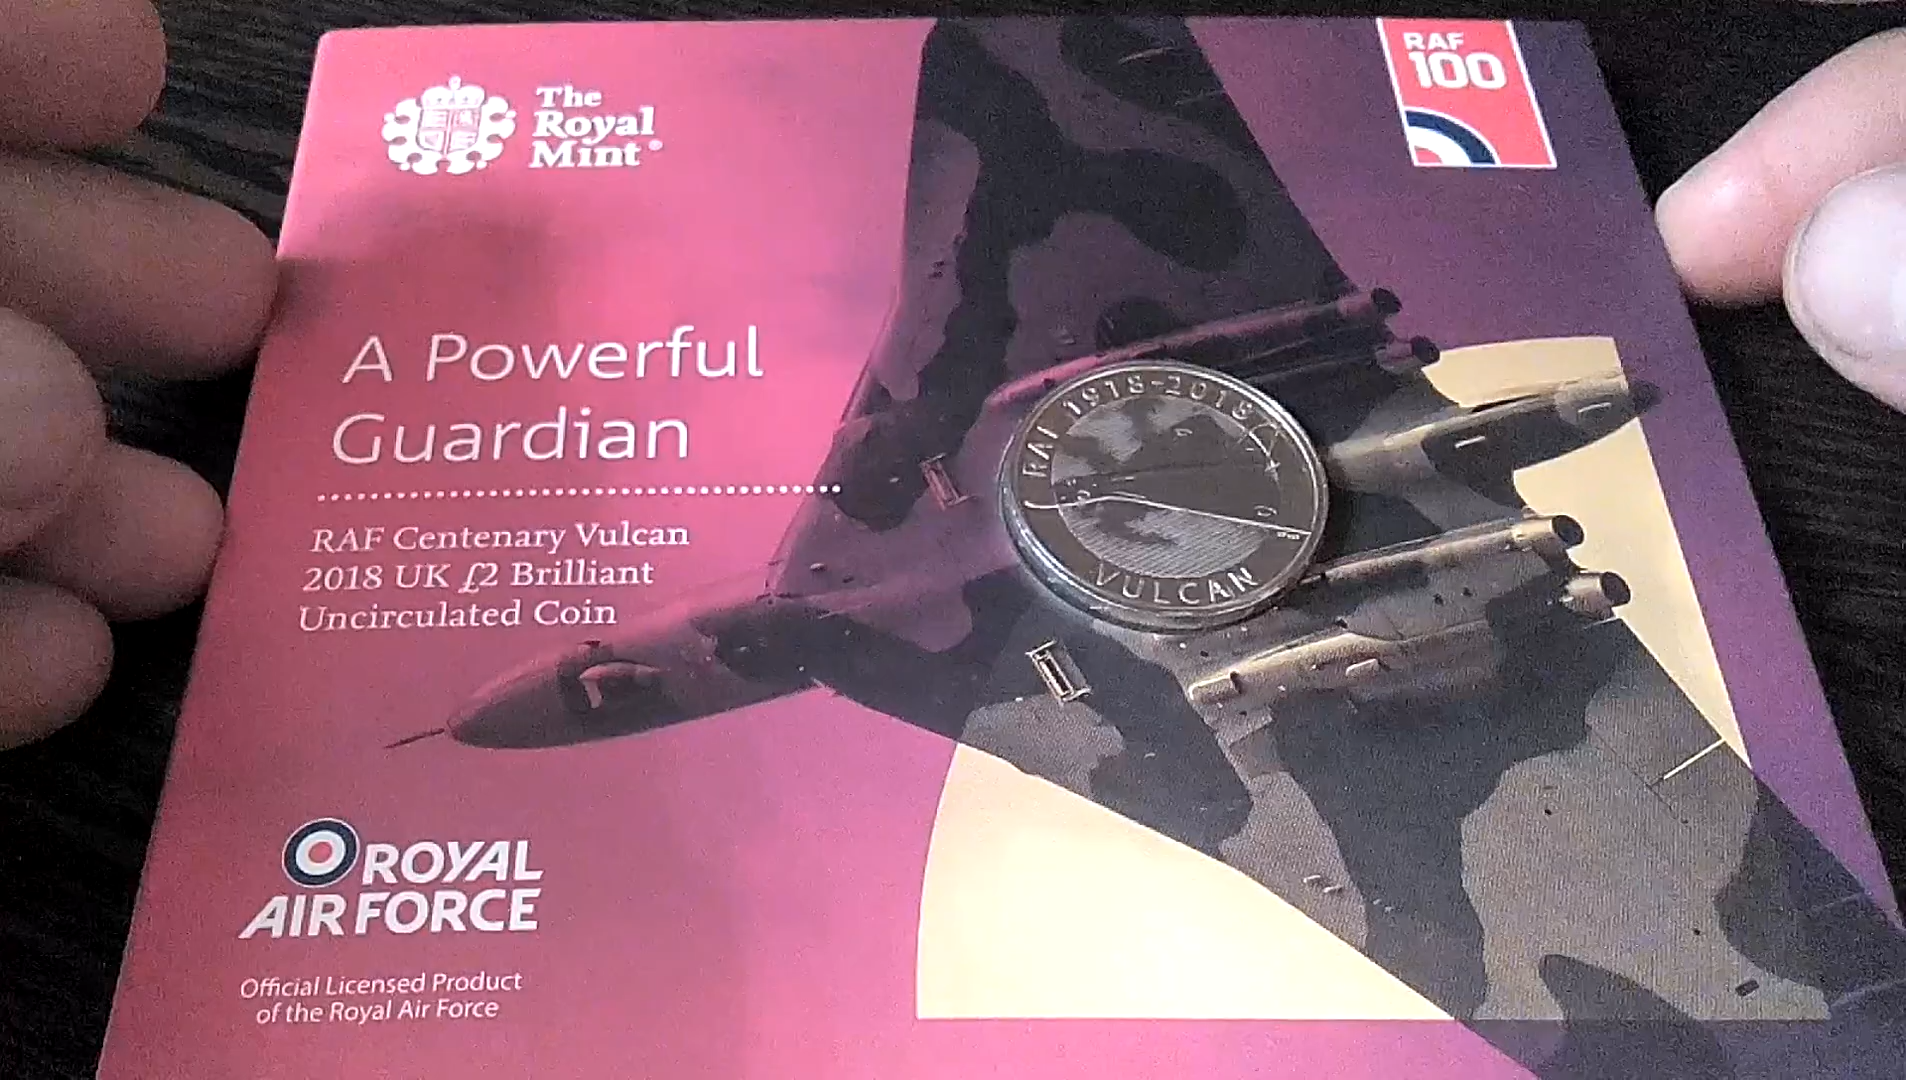 The
Royal
Mint®
RAF
100
A Powerful
Guardian
RAF Centenary Vulcan
2018 UK £2 Brilliant
Uncirculated Coin
RAF 1918-2018
VULCAN
ROYAL
AIR FORCE
Official Licensed Product
of the Royal Air Force